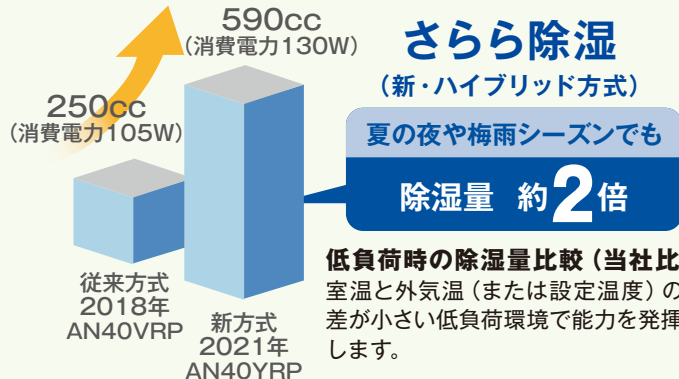 590cc
（消費電力130W）
250cc
（消費電力105W）
従来方式
2018年
AN40VRP
新方式
2021年
AN40YRP
さらら除湿
（新・ハイブリッド方式）
夏の夜や梅雨シーズンでも
除湿量 約2倍
低負荷時の除湿量比較（当社比
室温と外気温（または設定温度）の
差が小さい低負荷環境で能力を発揮
します。